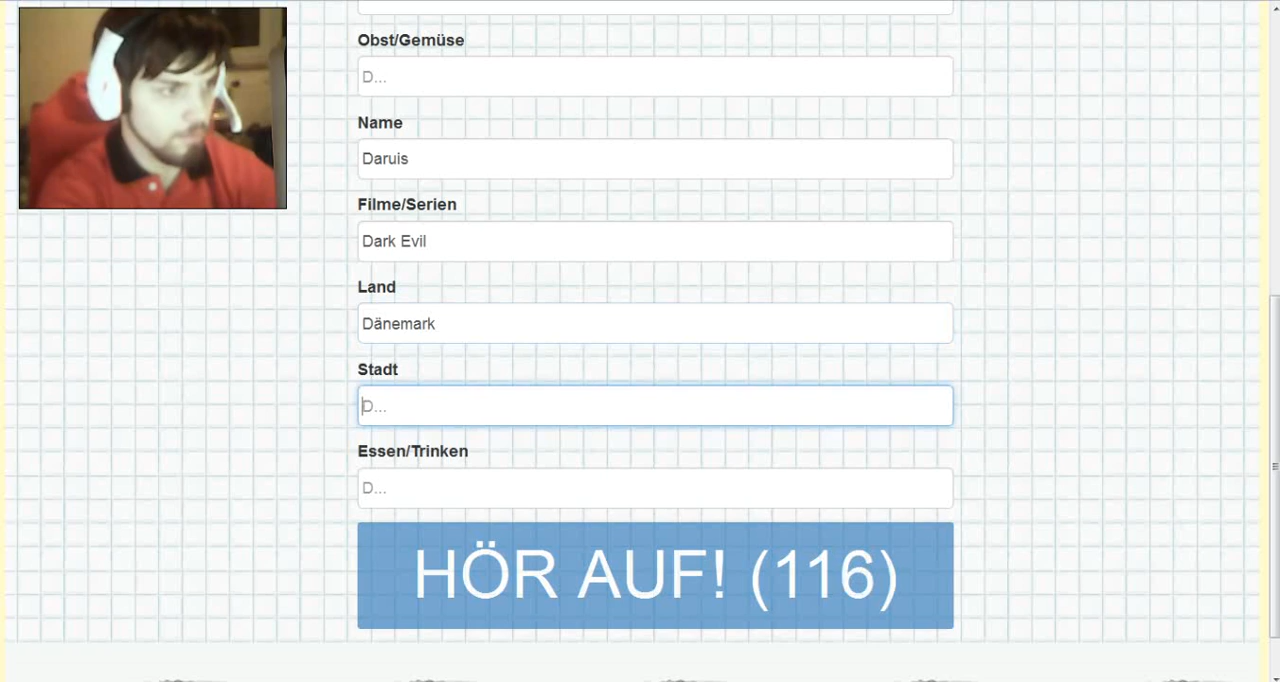 Obst/Gemüse
D...
Name
Daruis
Filme/Serien
Dark Evil
Land
Dänemark
Stadt
D...
Essen/Trinken
D...
HÖR AUF! (116)